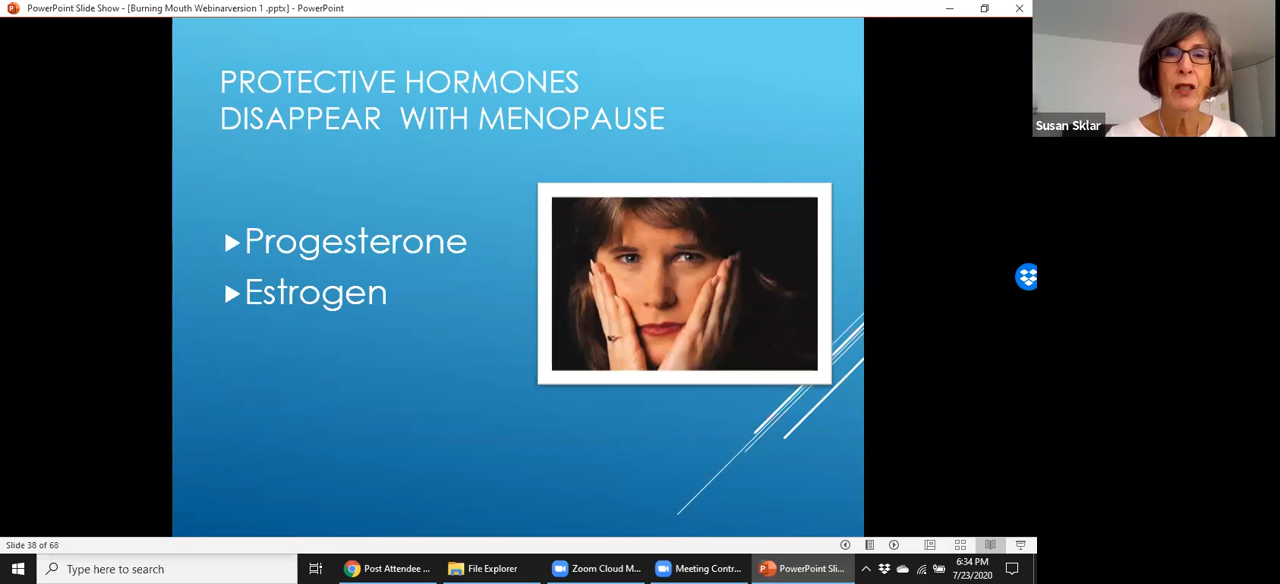 PowerPoint Slide Show - [Burning Mouth Webinarversion 1 .pptx] - PowerPoint
PROTECTIVE HORMONES
DISAPPEAR WITH MENOPAUSE
Progesterone
Estrogen
Susan Sklar
Slide 38 of 68
Type here to search
Post Attendee ...
File Explorer
Zoom Cloud M...
Meeting Contr...
PowerPoint Sli...
6:34 PM
7/23/2020